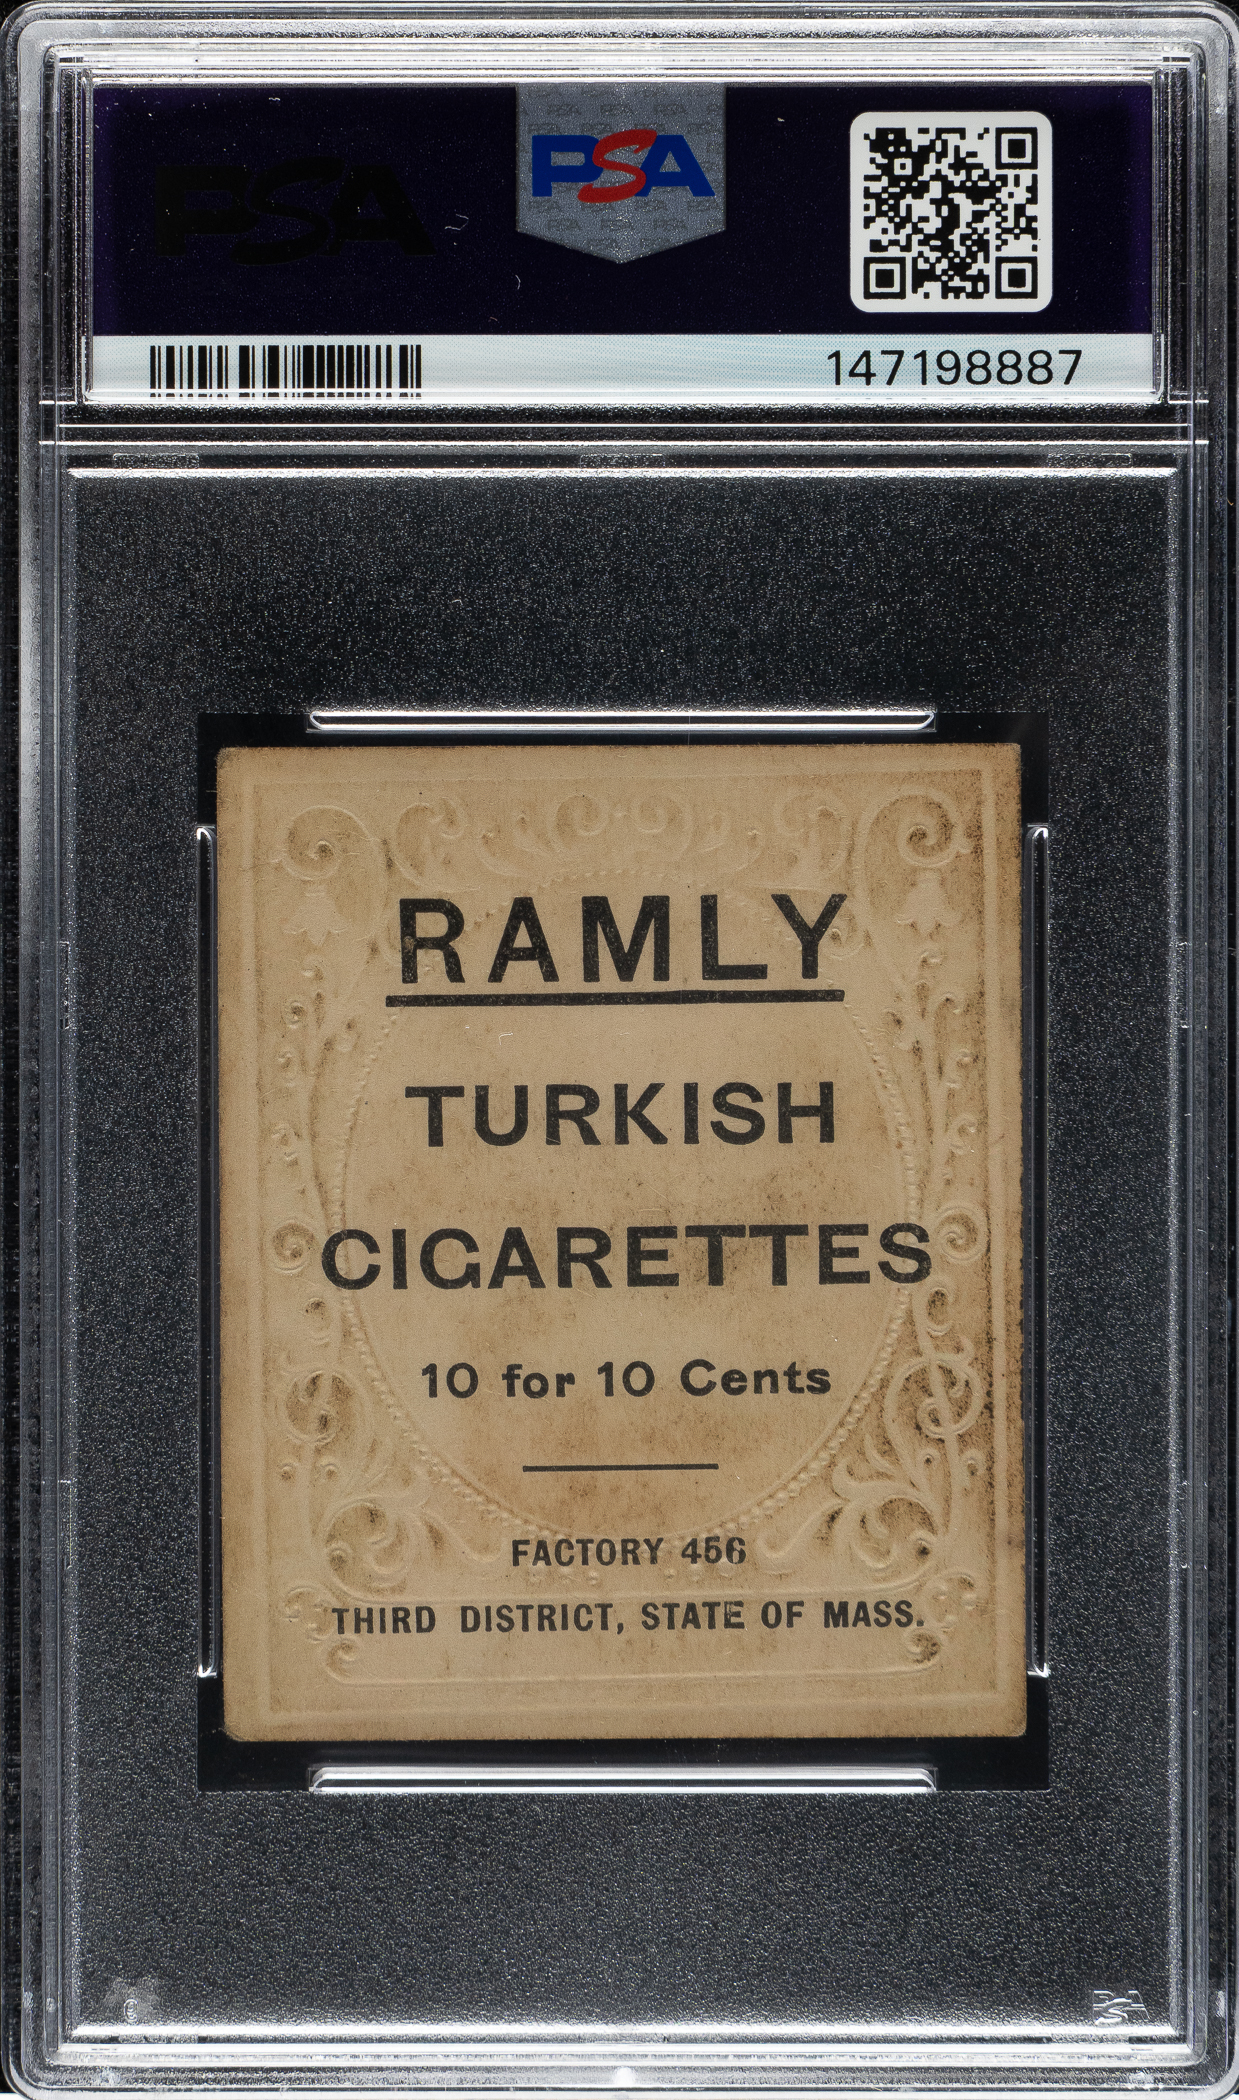 PSA
PSA
147198887
RAMLY
TURKISH
CIGARETTES
10 for 10 Cents
FACTORY 456
THIRD DISTRICT, STATE OF MASS.